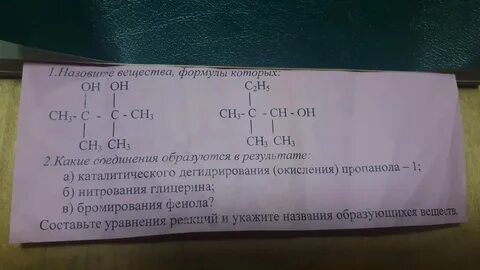 1.Назовите вещества, формулы которых:
OH OH C₂H₅
| | |
CH₃- C - C - CH₃ CH₃- C - CH - OH
| | | |
CH₃ CH₃ CH₃ CH₃
2.Какие соединения образуются в результате:
а) каталитического дегидрирования (окисления) пропанола – 1;
б) нитрования глицерина;
в) бромирования фенола?
Составьте уравнения реакций и укажите названия образующихся веществ.